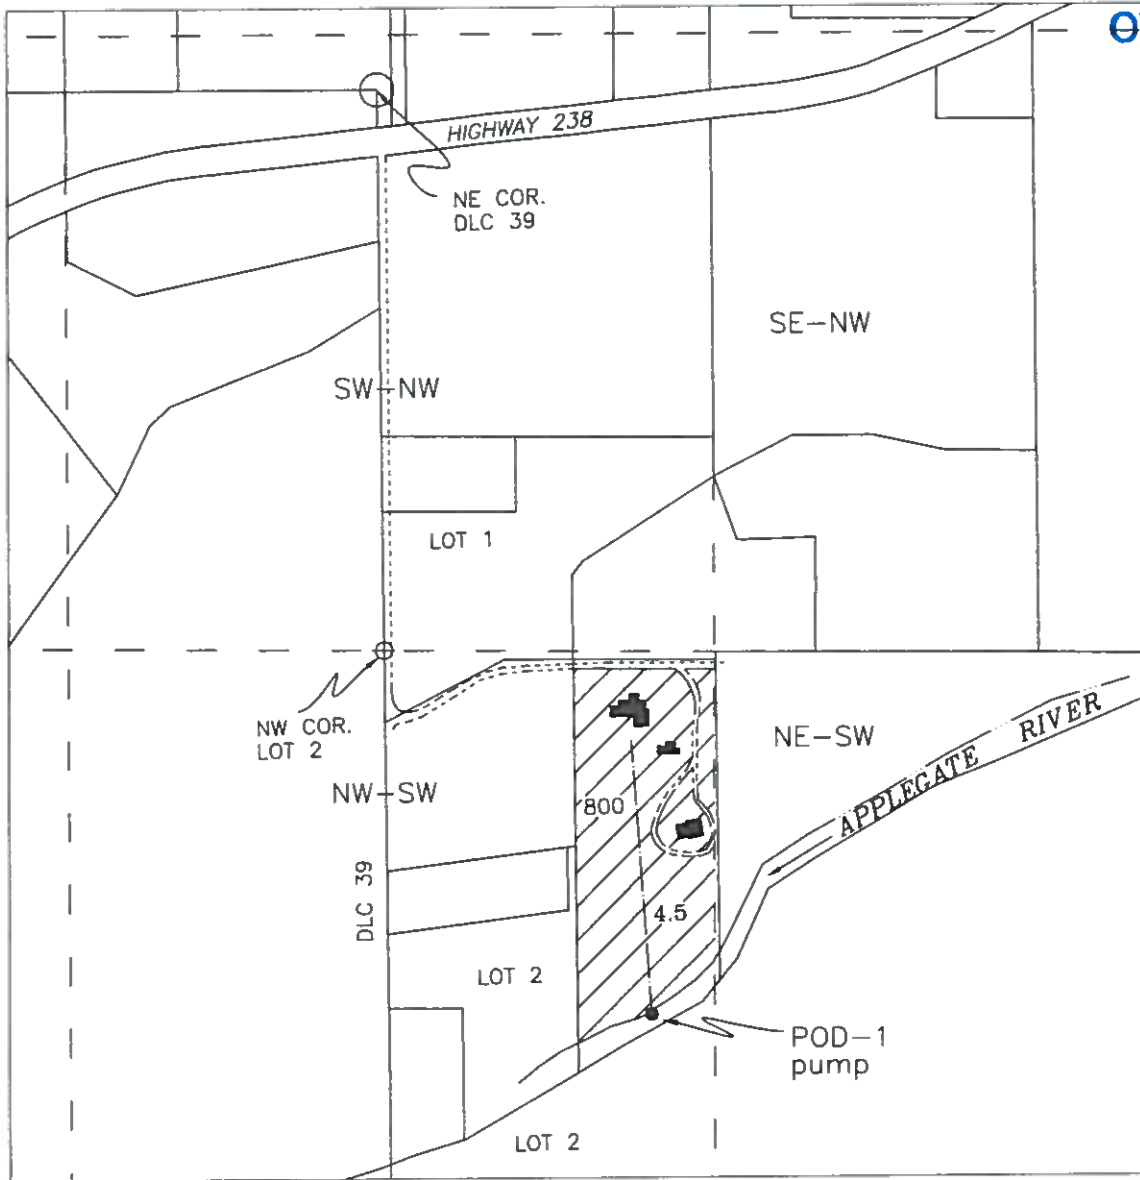 O
HIGHWAY 238
NE COR.
DLC 39
SE-NW
SW-NW
LOT 1
NW COR.
LOT 2
NE-SW
APPLEGATE RIVER
NW-SW
800
DLC 39
4.5
LOT 2
POD-1
pump
LOT 2